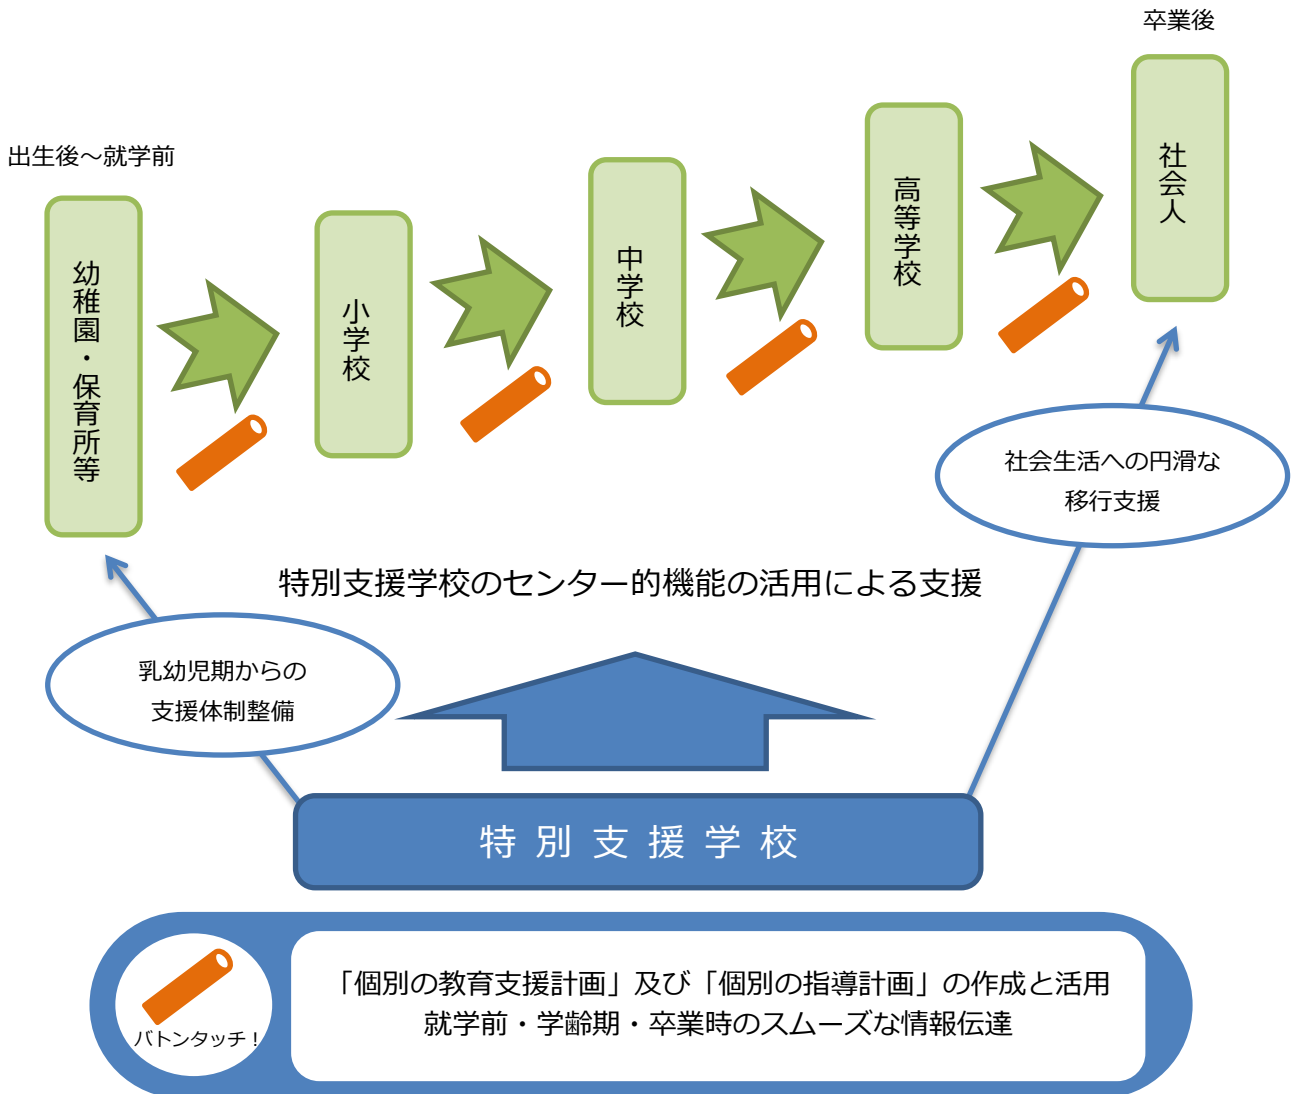 卒業後
出生後～就学前
幼稚園・保育所等
小学校
中学校
高等学校
社会人
社会生活への円滑な
移行支援
特別支援学校のセンター的機能の活用による支援
乳幼児期からの
支援体制整備
特別支援学校
「個別の教育支援計画」及び「個別の指導計画」の作成と活用
就学前・学齢期・卒業時のスムーズな情報伝達
バトンタッチ！